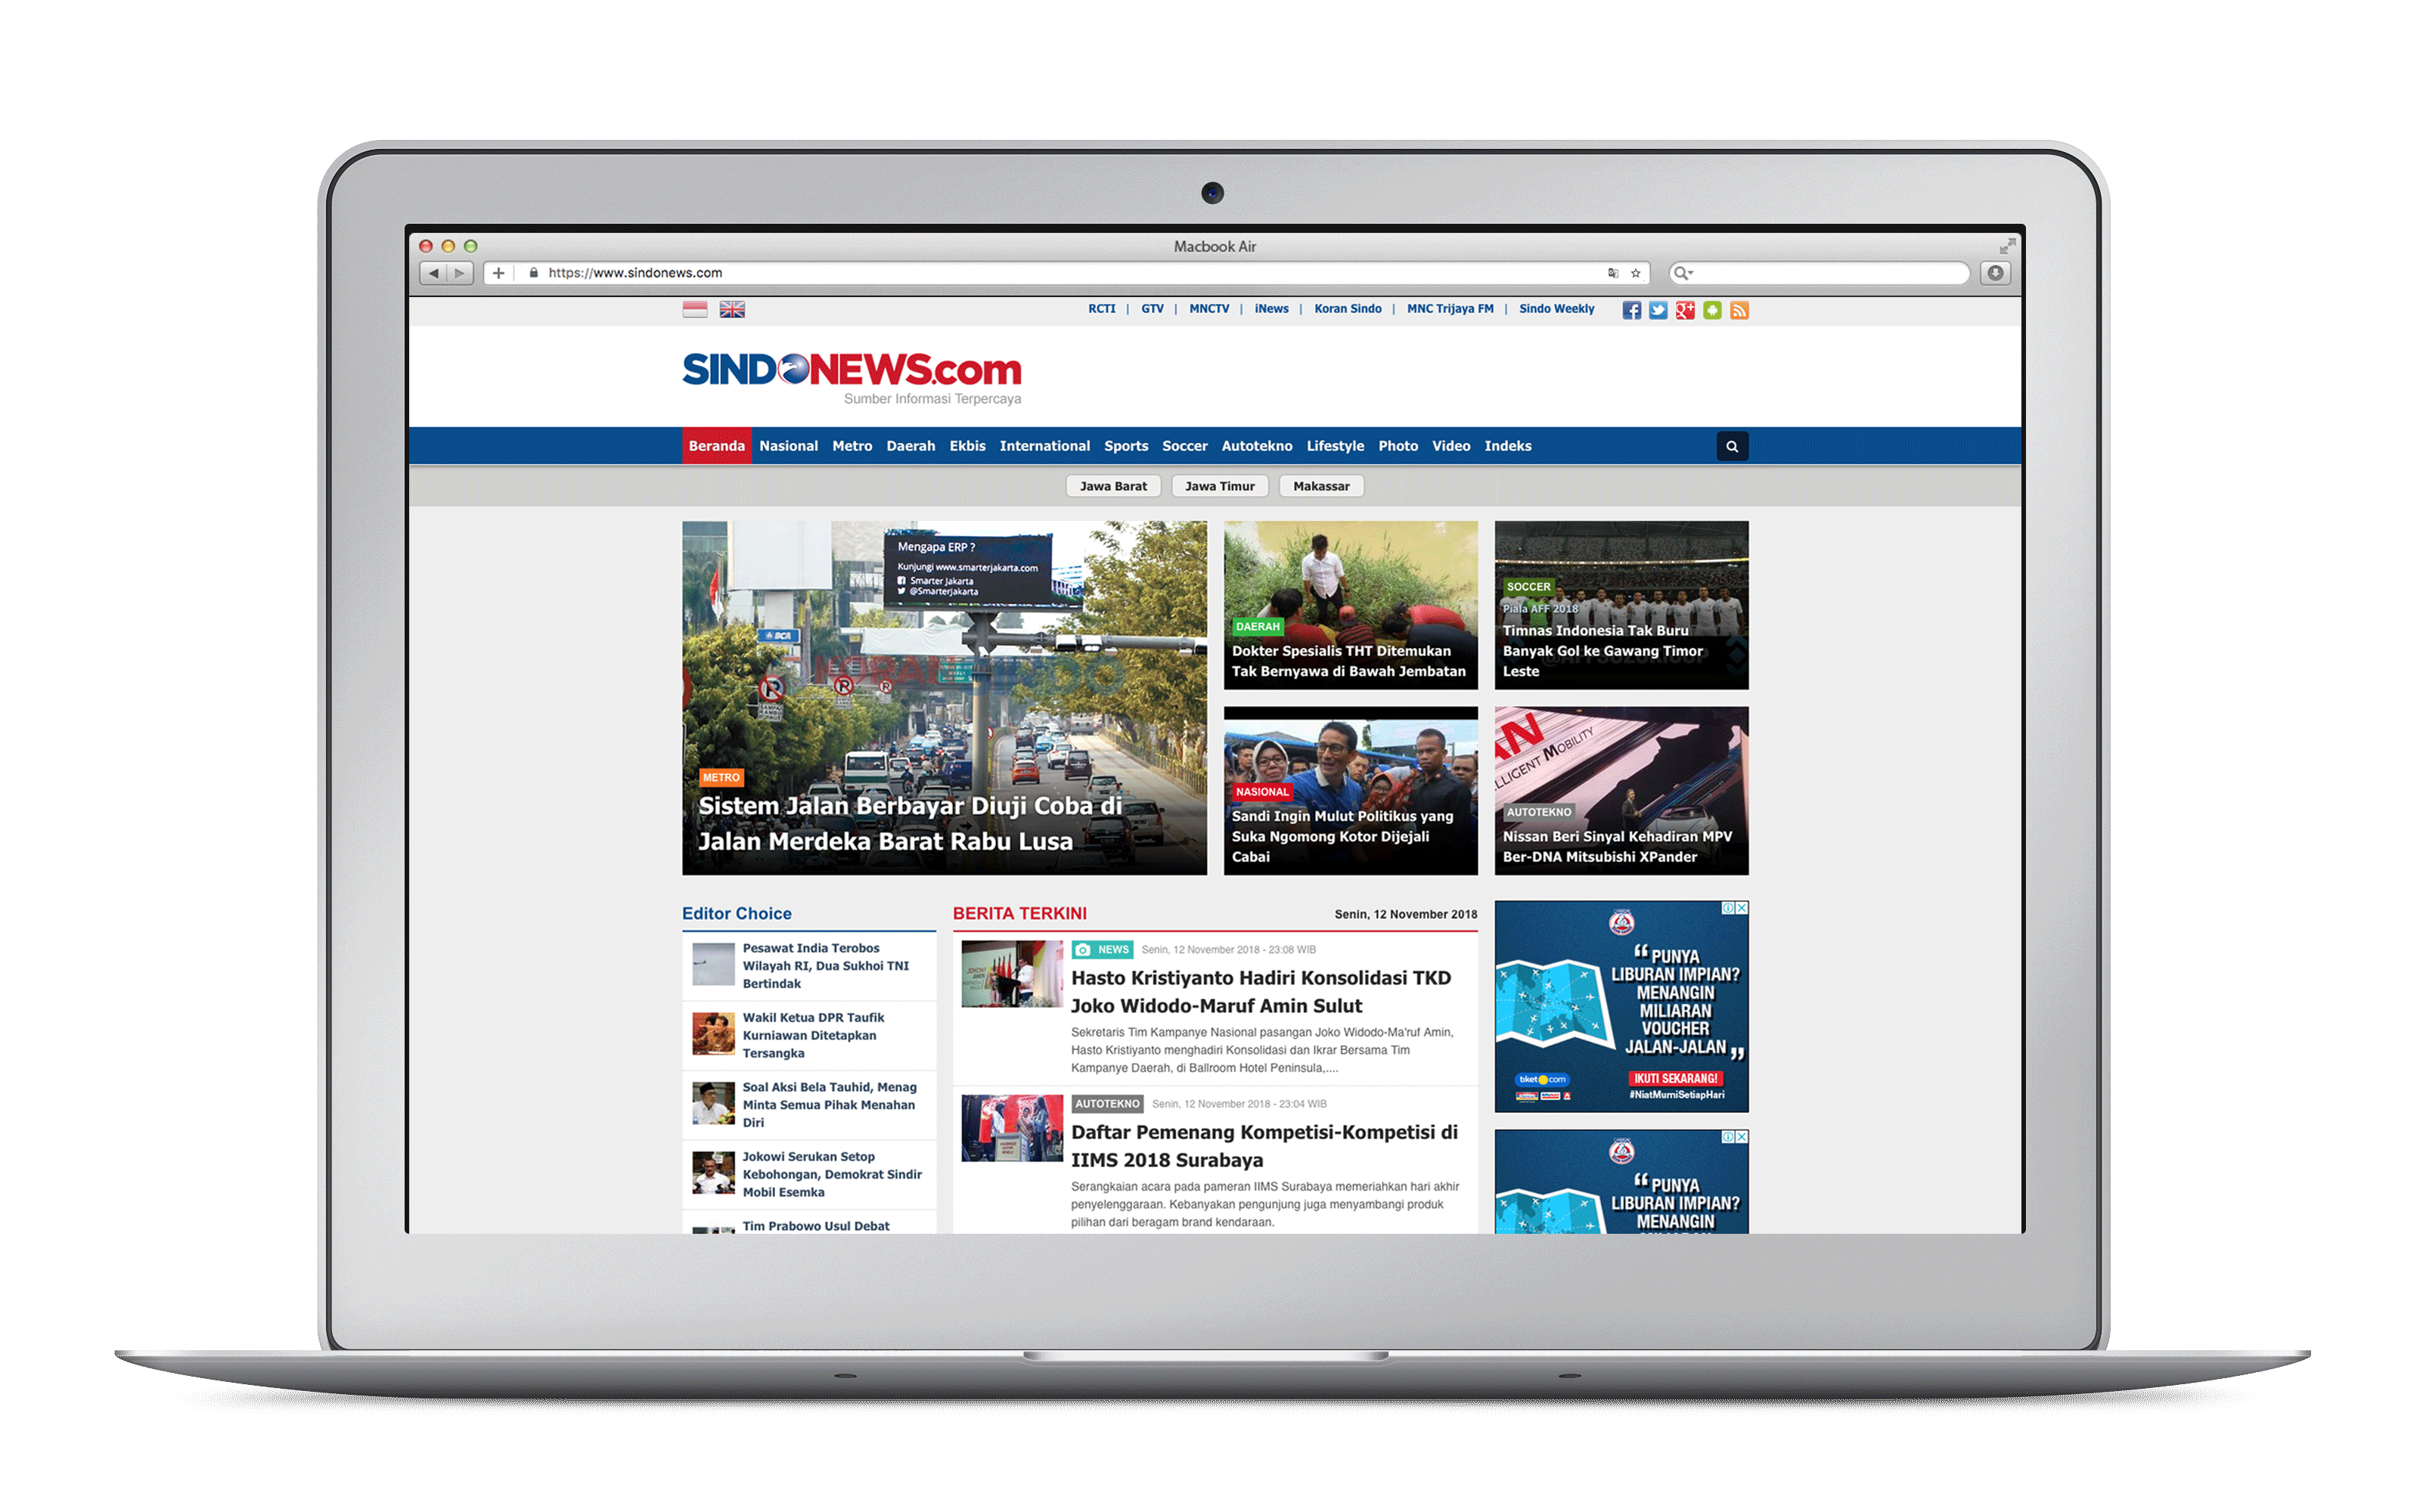 Macbook Air
https://www.sindonews.com
RCTI | GTV | MNCTV | iNews | Koran Sindo | MNC Trijaya FM | Sindo Weekly
SINDONEWS.com
Sumber Informasi Terpercaya
Beranda Nasional Metro Daerah Ekbis International Sports Soccer Autotekno Lifestyle Photo Video Indeks
Jawa Barat Jawa Timur Makassar
Mengapa ERP ?
Kunjungi www.smarterjakarta.com
Smarter Jakarta
@Smarterjakarta
BCA
KORAN SINDO
METRO
Sistem Jalan Berbayar Diuji Coba di
Jalan Merdeka Barat Rabu Lusa
DAERAH
Dokter Spesialis THT Ditemukan
Tak Bernyawa di Bawah Jembatan
SOCCER
Piala AFF 2018
Timnas Indonesia Tak Buru
Banyak Gol ke Gawang Timor
Leste
NASIONAL
Sandi Ingin Mulut Politikus yang
Suka Ngomong Kotor Dijejali
Cabai
MOBILITY
AUTOTEKNO
Nissan Beri Sinyal Kehadiran MPV
Ber-DNA Mitsubishi XPander
Editor Choice
Pesawat India Terobos
Wilayah RI, Dua Sukhoi TNI
Bertindak
Wakil Ketua DPR Taufik
Kurniawan Ditetapkan
Tersangka
Soal Aksi Bela Tauhid, Menag
Minta Semua Pihak Menahan
Diri
Jokowi Serukan Setop
Kebohongan, Demokrat Sindir
Mobil Esemka
Tim Prabowo Usul Debat
BERITA TERKINI
Senin, 12 November 2018
NEWS Senin, 12 November 2018 - 23:08 WIB
Hasto Kristiyanto Hadiri Konsolidasi TKD
Joko Widodo-Maruf Amin Sulut
Sekretaris Tim Kampanye Nasional pasangan Joko Widodo-Ma'ruf Amin,
Hasto Kristiyanto menghadiri Konsolidasi dan Ikrar Bersama Tim
Kampanye Daerah, di Ballroom Hotel Peninsula,....
AUTOTEKNO Senin, 12 November 2018 - 23:04 WIB
Daftar Pemenang Kompetisi-Kompetisi di
IIMS 2018 Surabaya
Serangkaian acara pada pameran IIMS Surabaya memeriahkan hari akhir
penyelenggaraan. Kebanyakan pengunjung juga menyambangi produk
pilihan dari beragam brand kendaraan.
“PUNYA
LIBURAN IMPIAN?
MENANGIN
MILIARAN
VOUCHER
JALAN-JALAN„
tiket.com
IKUTI SEKARANG!
#NiatMurniSetiapHari
“PUNYA
LIBURAN IMPIAN?
MENANGIN